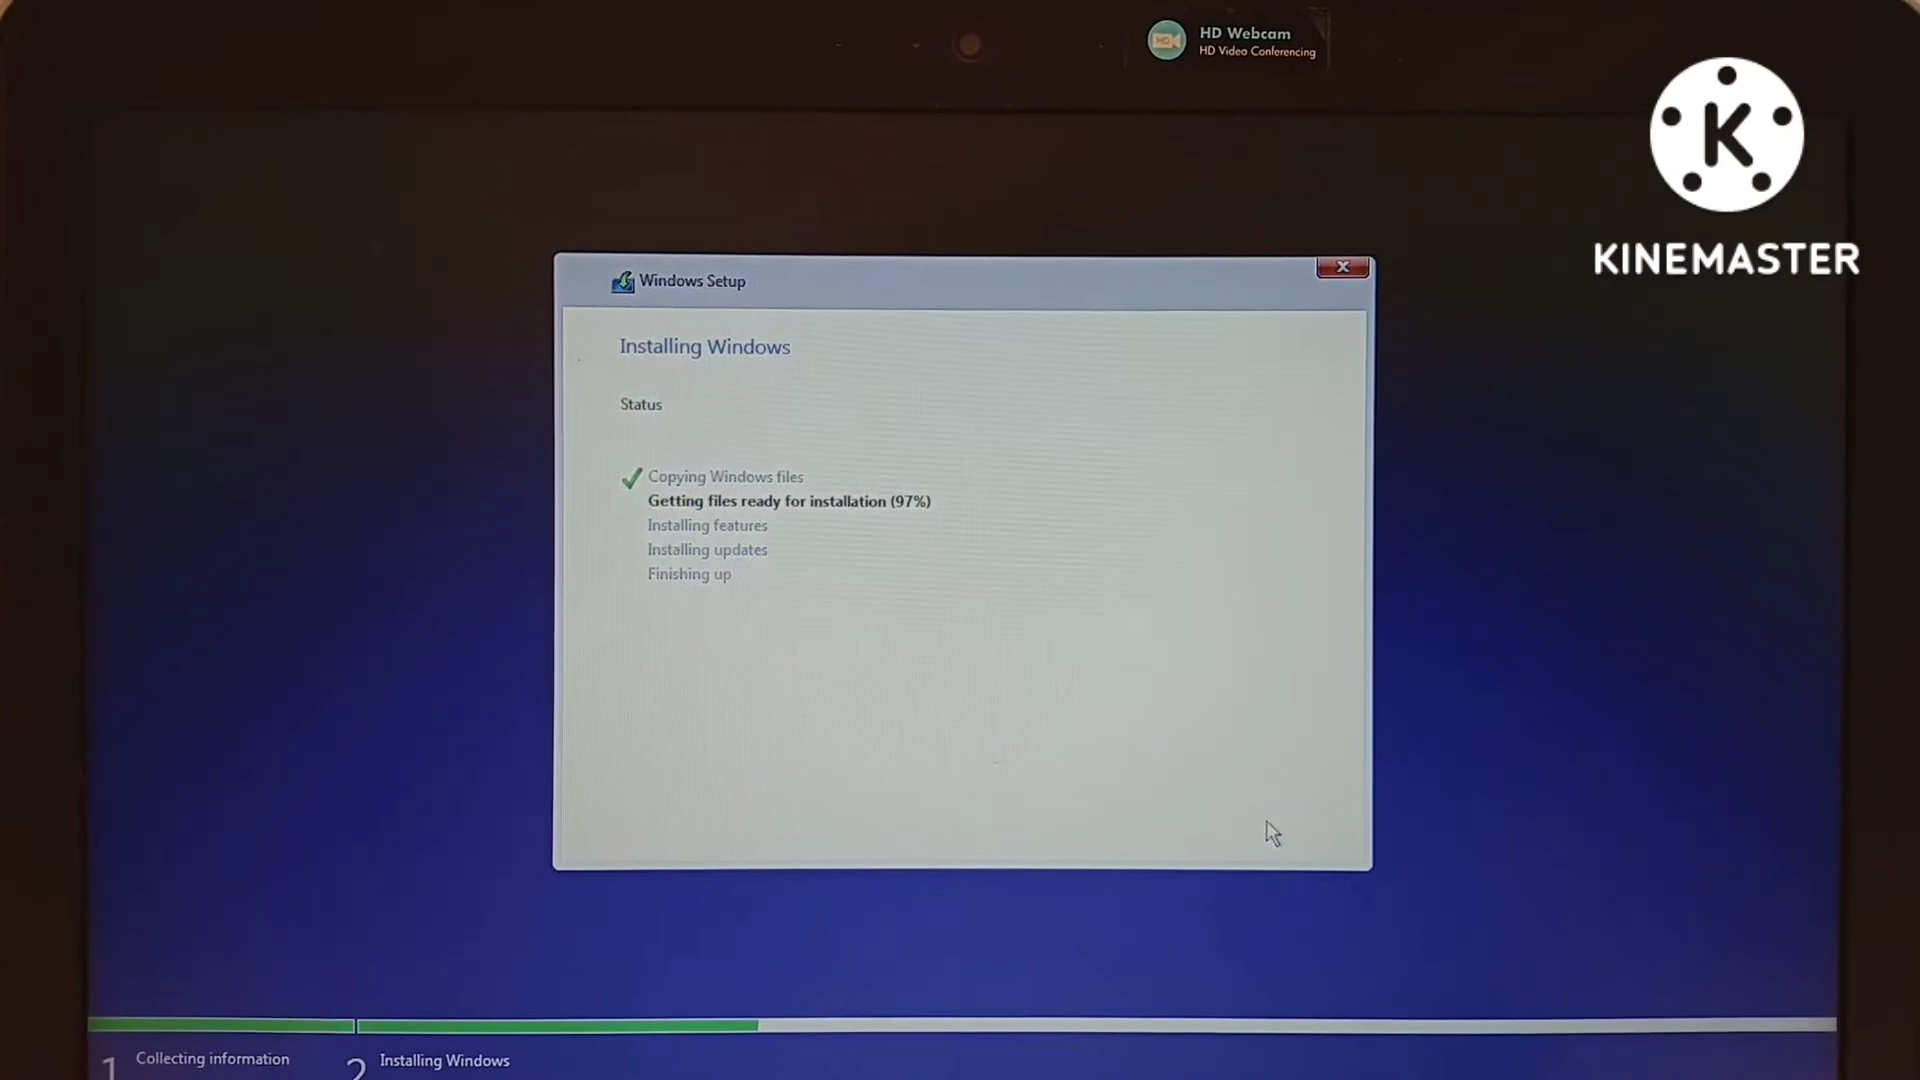 HD Webcam
HD
HD Video Conferencing
K
KINEMASTER
Windows Setup
Installing Windows
Status
Copying Windows files
Getting files ready for installation (97%)
Installing features
Installing updates
Finishing up
1 Collecting information
2 Installing Windows